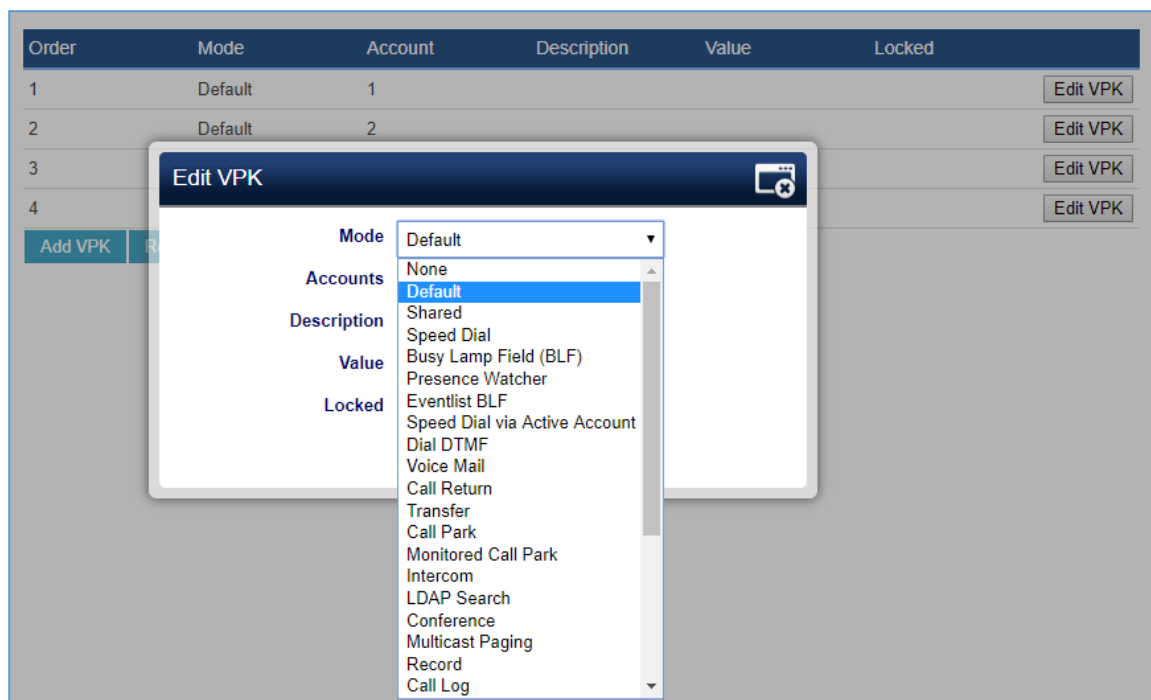 Order Mode Account Description Value Locked
1 Default 1 Edit VPK
2 Default 2 Edit VPK
3 Edit VPK
4 Edit VPK
Add VPK
Edit VPK
Mode Default
Accounts
Description
Value
Locked
None
Default
Shared
Speed Dial
Busy Lamp Field (BLF)
Presence Watcher
Eventlist BLF
Speed Dial via Active Account
Dial DTMF
Voice Mail
Call Return
Transfer
Call Park
Monitored Call Park
Intercom
LDAP Search
Conference
Multicast Paging
Record
Call Log